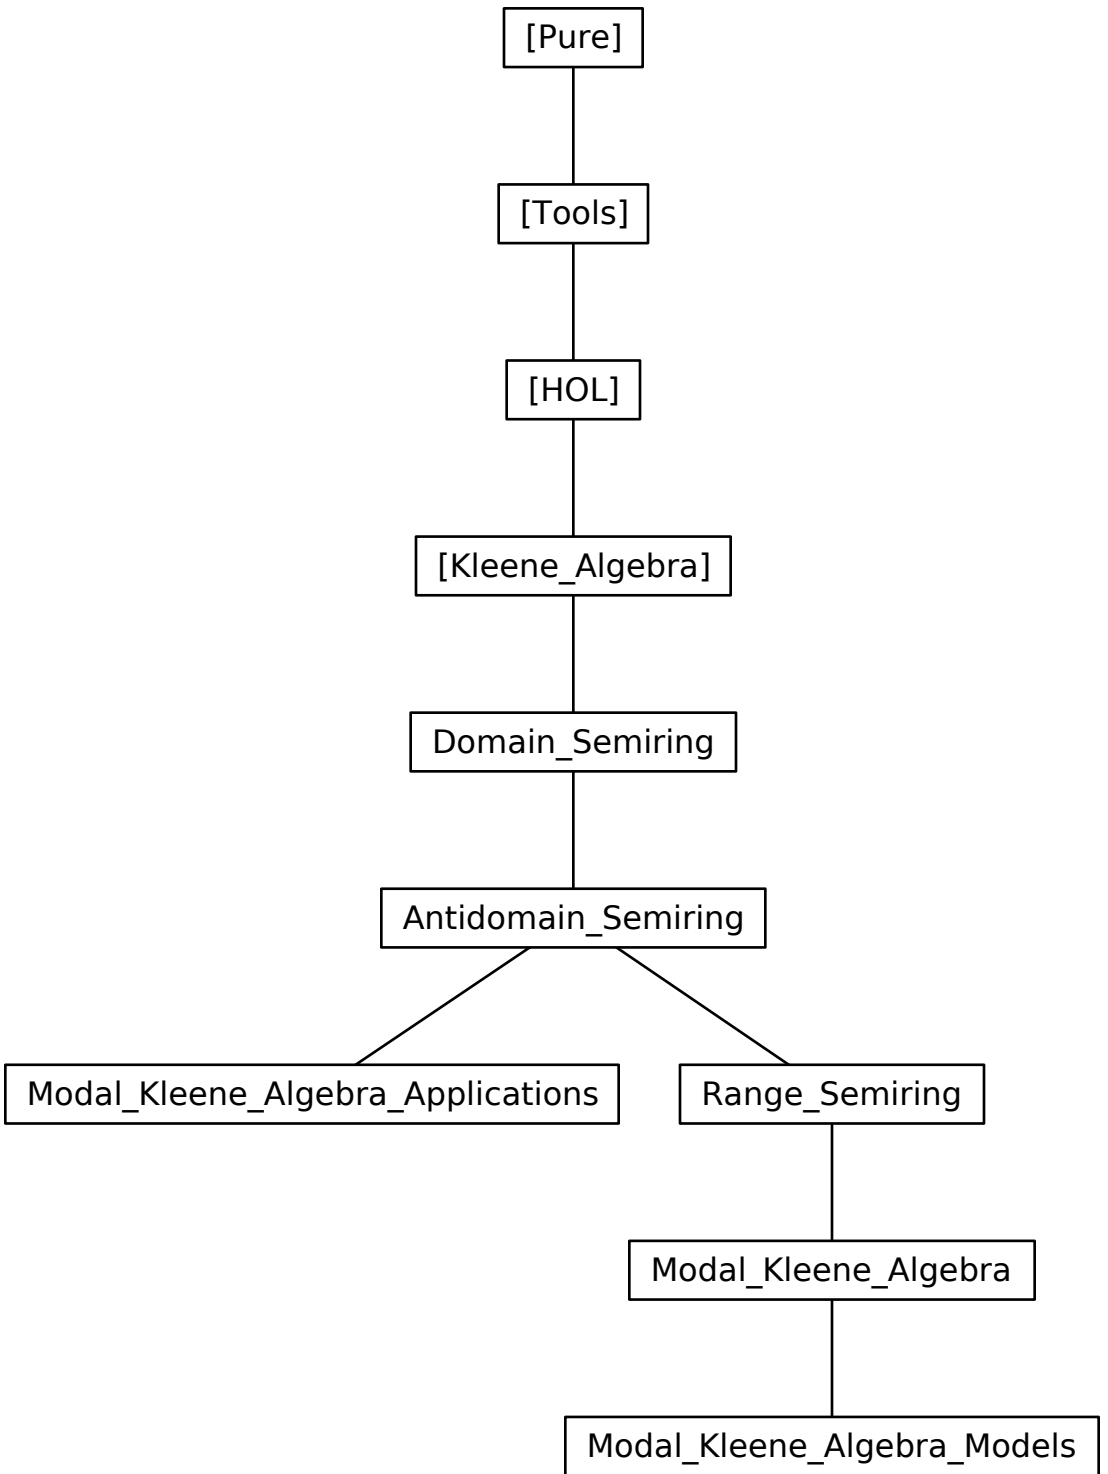 [Pure]
[Tools]
[HOL]
[Kleene_Algebra]
Domain_Semiring
Antidomain_Semiring
Modal_Kleene_Algebra_Applications
Range_Semiring
Modal_Kleene_Algebra
Modal_Kleene_Algebra_Models